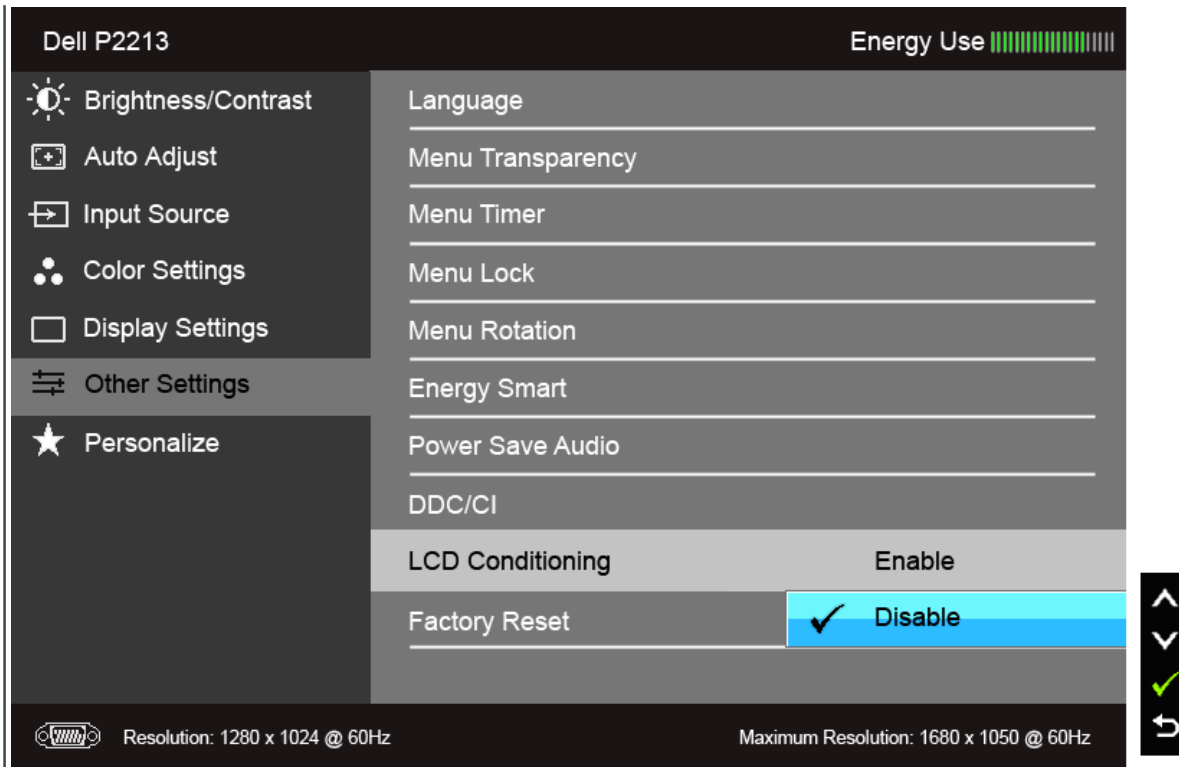 Dell P2213 Energy Use
Brightness/Contrast Language
Auto Adjust Menu Transparency
Input Source Menu Timer
Color Settings Menu Lock
Display Settings Menu Rotation
Other Settings Energy Smart
Personalize Power Save Audio
DDC/CI
LCD Conditioning Enable
Factory Reset Disable
Resolution: 1280 x 1024 @ 60Hz Maximum Resolution: 1680 x 1050 @ 60Hz